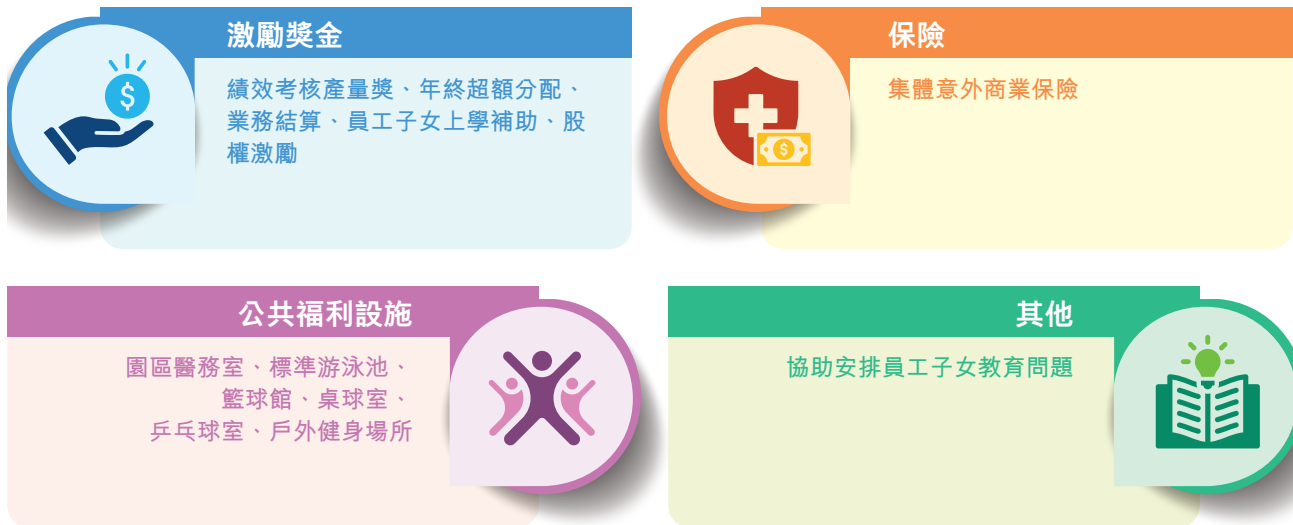 激勵獎金
績效考核產量獎、年終超額分配、
業務結算、員工子女上學補助、股
權激勵
保險
集體意外商業保險
公共福利設施
園區醫務室、標準游泳池、
籃球館、桌球室、
乒乓球室、戶外健身場所
其他
協助安排員工子女教育問題